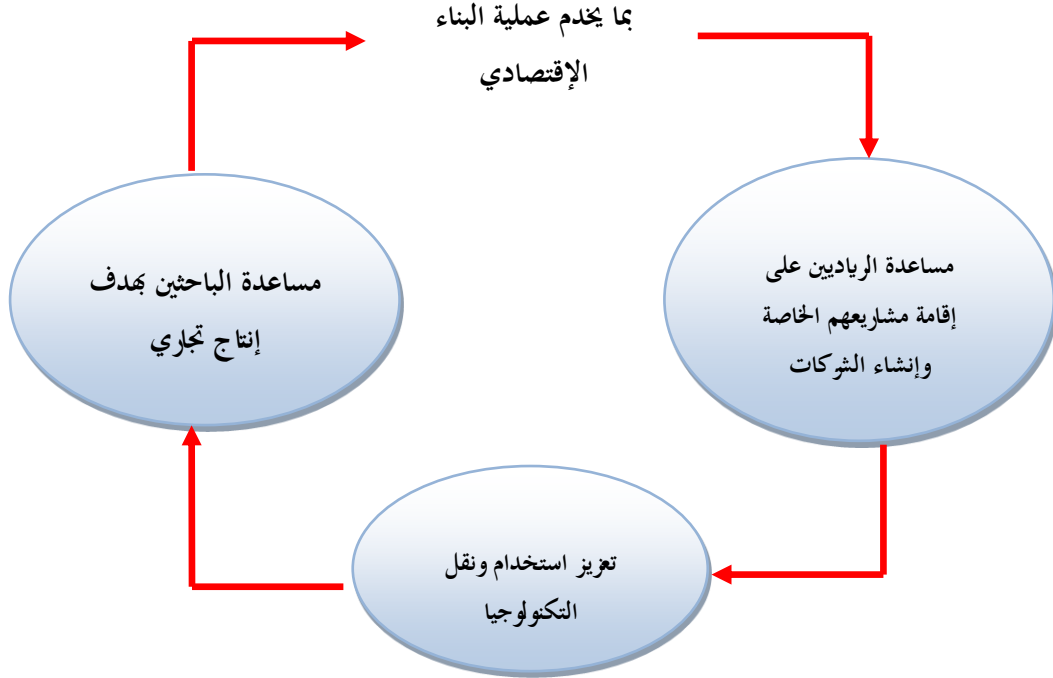 بما يخدم عملية البناء
الإقتصادي
مساعدة الرياديين على
إقامة مشاريعهم الخاصة
وإنشاء الشركات
مساعدة الباحثين بهدف
إنتاج تجاري
تعزيز استخدام ونقل
التكنولوجيا